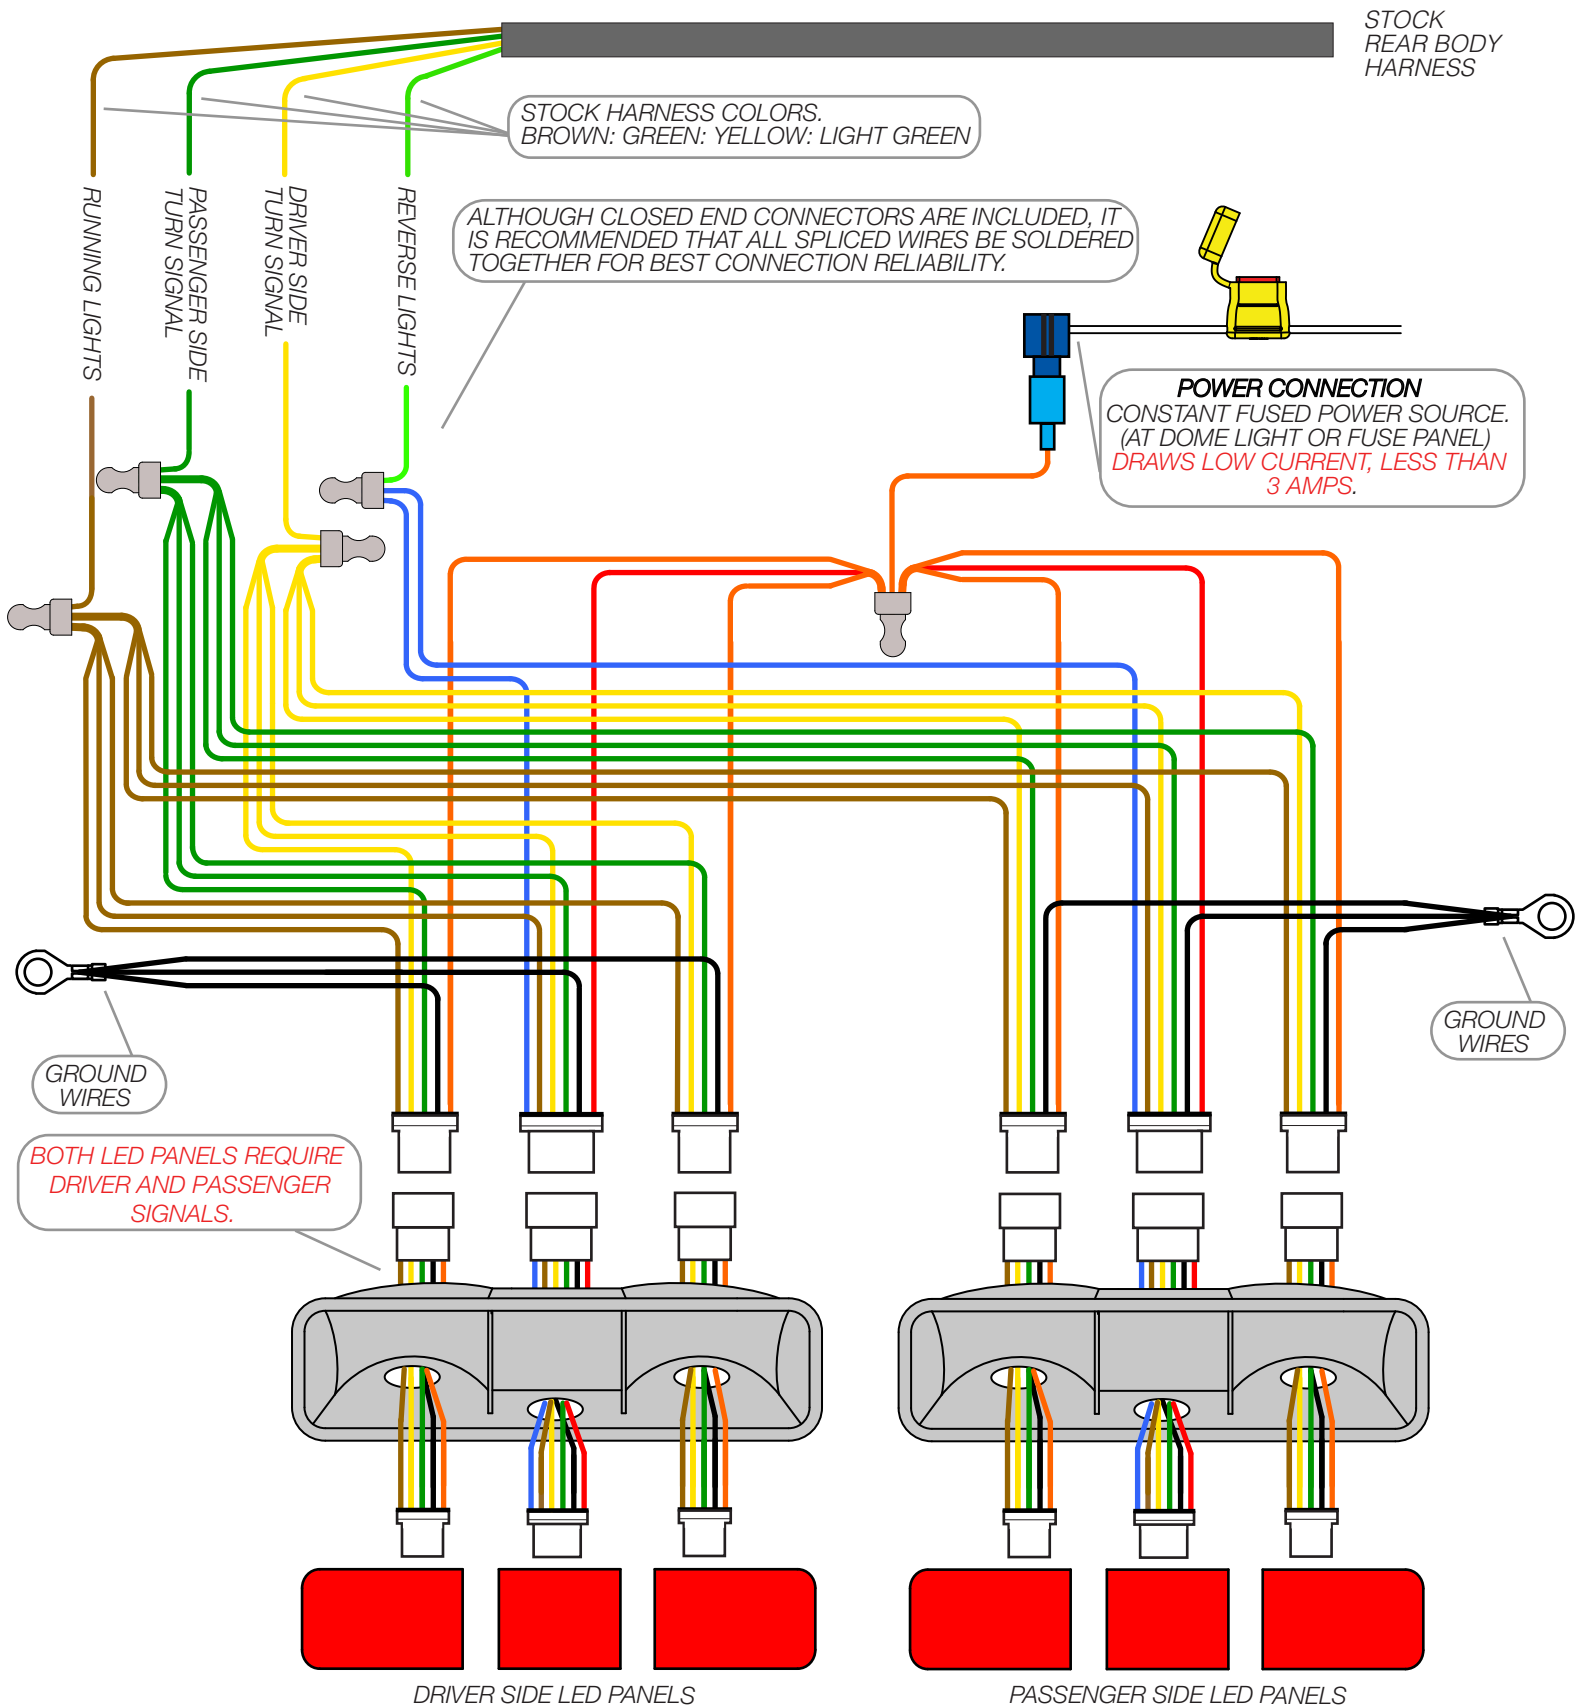 STOCK
REAR BODY
HARNESS
STOCK HARNESS COLORS.
BROWN: GREEN: YELLOW: LIGHT GREEN
RUNNING LIGHTS
PASSENGER SIDE
TURN SIGNAL
DRIVER SIDE
TURN SIGNAL
REVERSE LIGHTS
ALTHOUGH CLOSED END CONNECTORS ARE INCLUDED, IT
IS RECOMMENDED THAT ALL SPLICED WIRES BE SOLDERED
TOGETHER FOR BEST CONNECTION RELIABILITY.
POWER CONNECTION
CONSTANT FUSED POWER SOURCE.
(AT DOME LIGHT OR FUSE PANEL)
DRAWS LOW CURRENT, LESS THAN
3 AMPS.
GROUND
WIRES
GROUND
WIRES
BOTH LED PANELS REQUIRE
DRIVER AND PASSENGER
SIGNALS.
DRIVER SIDE LED PANELS
PASSENGER SIDE LED PANELS